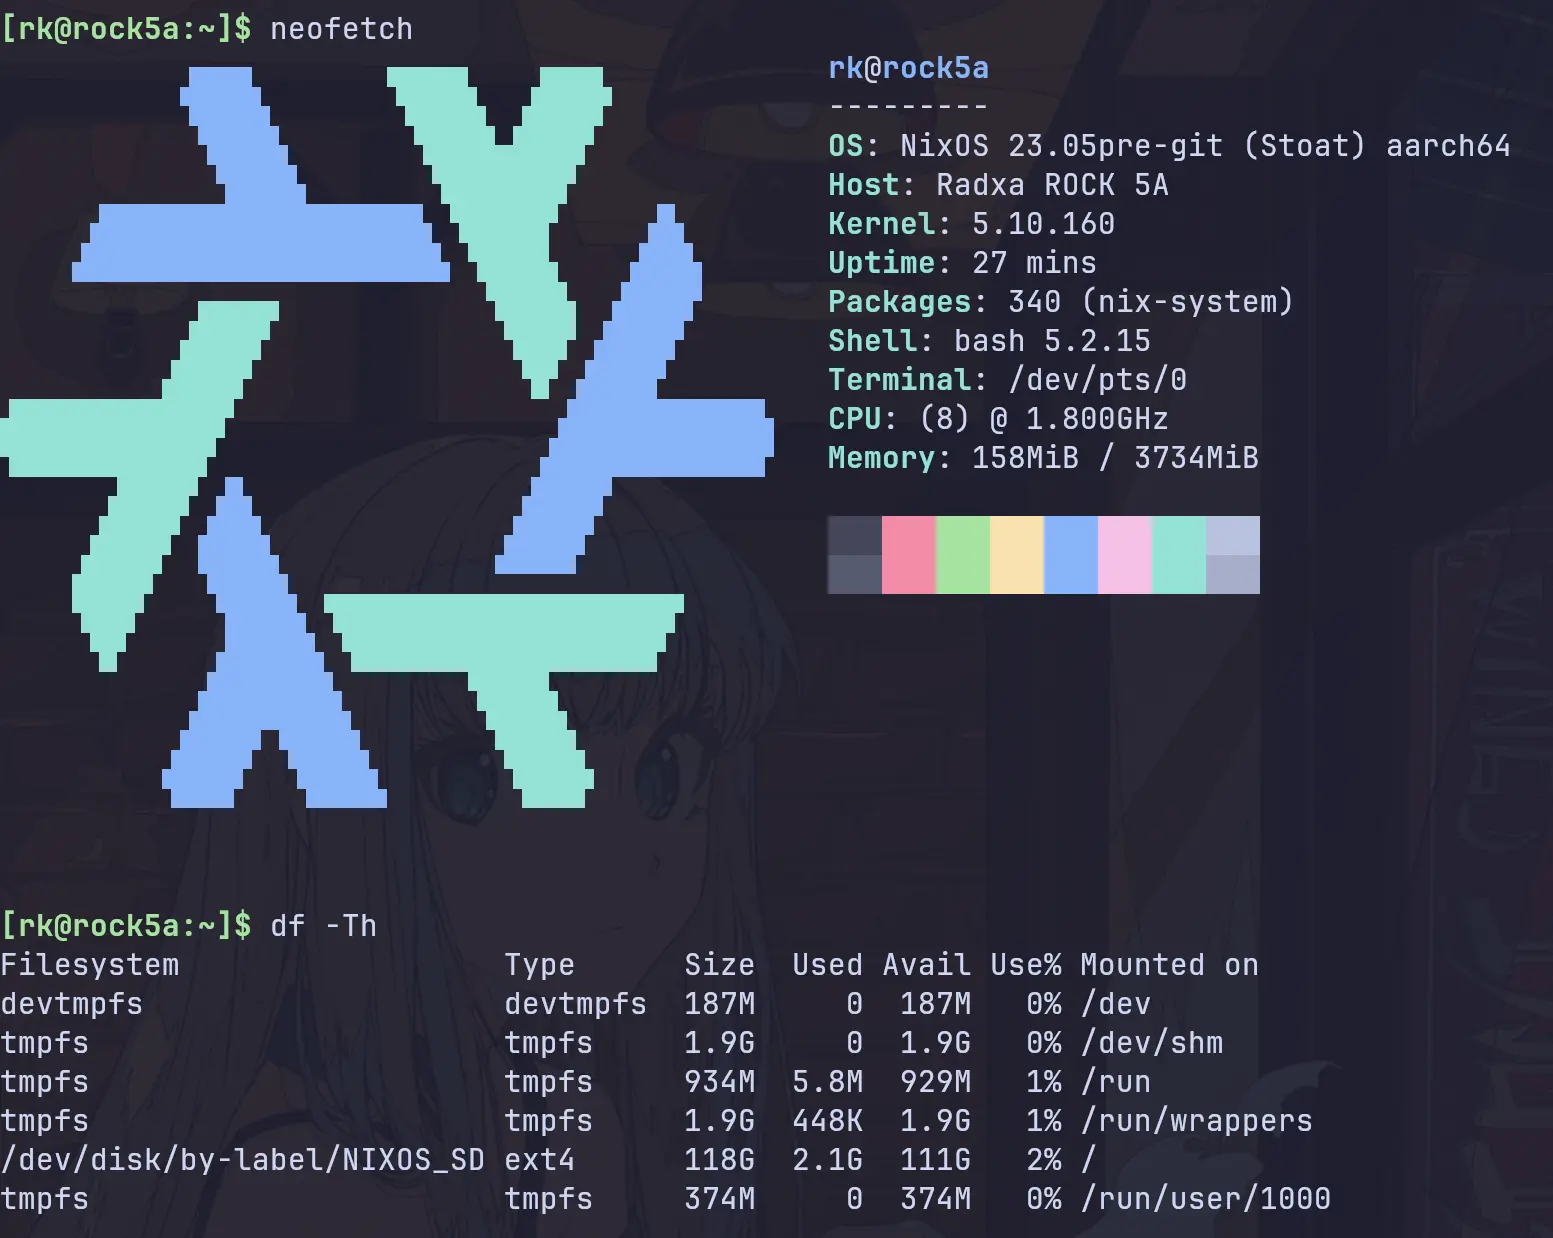 [rk@rock5a:~]$ neofetch
rk@rock5a
---------
OS: NixOS 23.05pre-git (Stoat) aarch64
Host: Radxa ROCK 5A
Kernel: 5.10.160
Uptime: 27 mins
Packages: 340 (nix-system)
Shell: bash 5.2.15
Terminal: /dev/pts/0
CPU: (8) @ 1.800GHz
Memory: 158MiB / 3734MiB
[rk@rock5a:~]$ df -Th
Filesystem Type Size Used Avail Use% Mounted on
devtmpfs devtmpfs 187M 0 187M 0% /dev
tmpfs tmpfs 1.9G 0 1.9G 0% /dev/shm
tmpfs tmpfs 934M 5.8M 929M 1% /run
tmpfs tmpfs 1.9G 448K 1.9G 1% /run/wrappers
/dev/disk/by-label/NIXOS_SD ext4 118G 2.1G 111G 2% /
tmpfs tmpfs 374M 0 374M 0% /run/user/1000